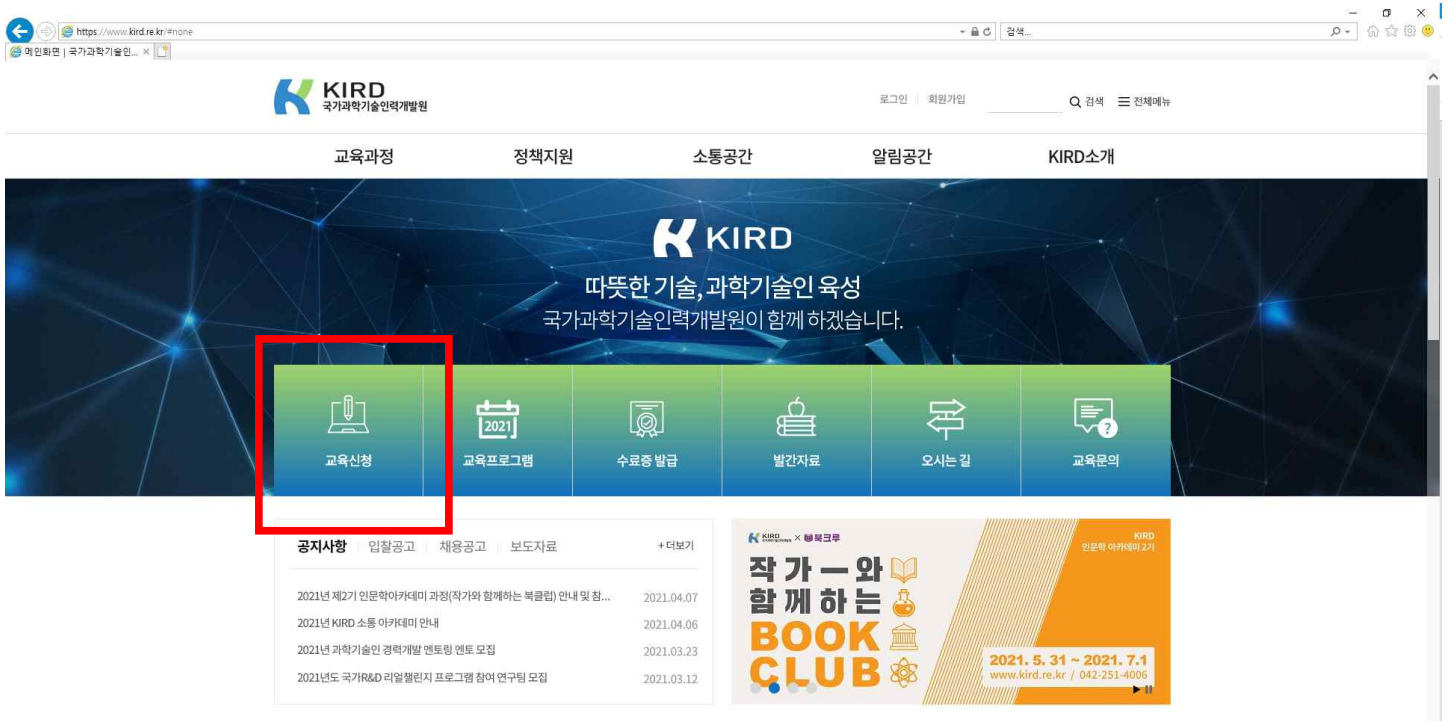 https://www.kird.re.kr/#none
검색...
메인화면 | 국가과학기술인...
KIRD
국가과학기술인력개발원
로그인
회원가입
검색
전체메뉴
교육과정
정책지원
소통공간
알림공간
KIRD소개
KIRD
따뜻한 기술, 과학기술인 육성
국가과학기술인력개발원이 함께 하겠습니다.
2021
교육신청
교육프로그램
수료증 발급
발간자료
오시는 길
교육문의
공지사항
입찰공고
채용공고
보도자료
+ 더보기
2021년 제2기 인문학아카데미 과정(작가와 함께하는 북클럽) 안내 및 참... 2021.04.07
2021년 KIRD 소통 아카데미 안내 2021.04.06
2021년 과학기술인 경력개발 멘토링 멘토 모집 2021.03.23
2021년도 국가R&D 리얼챌린지 프로그램 참여 연구팀 모집 2021.03.12
KIRD × 북크루
KIRD
인문학 아카데미 2기
작가ㅡ와
함께하는
BOOK
CLUB
2021. 5. 31 ~ 2021. 7.1
www.kird.re.kr / 042-251-4006